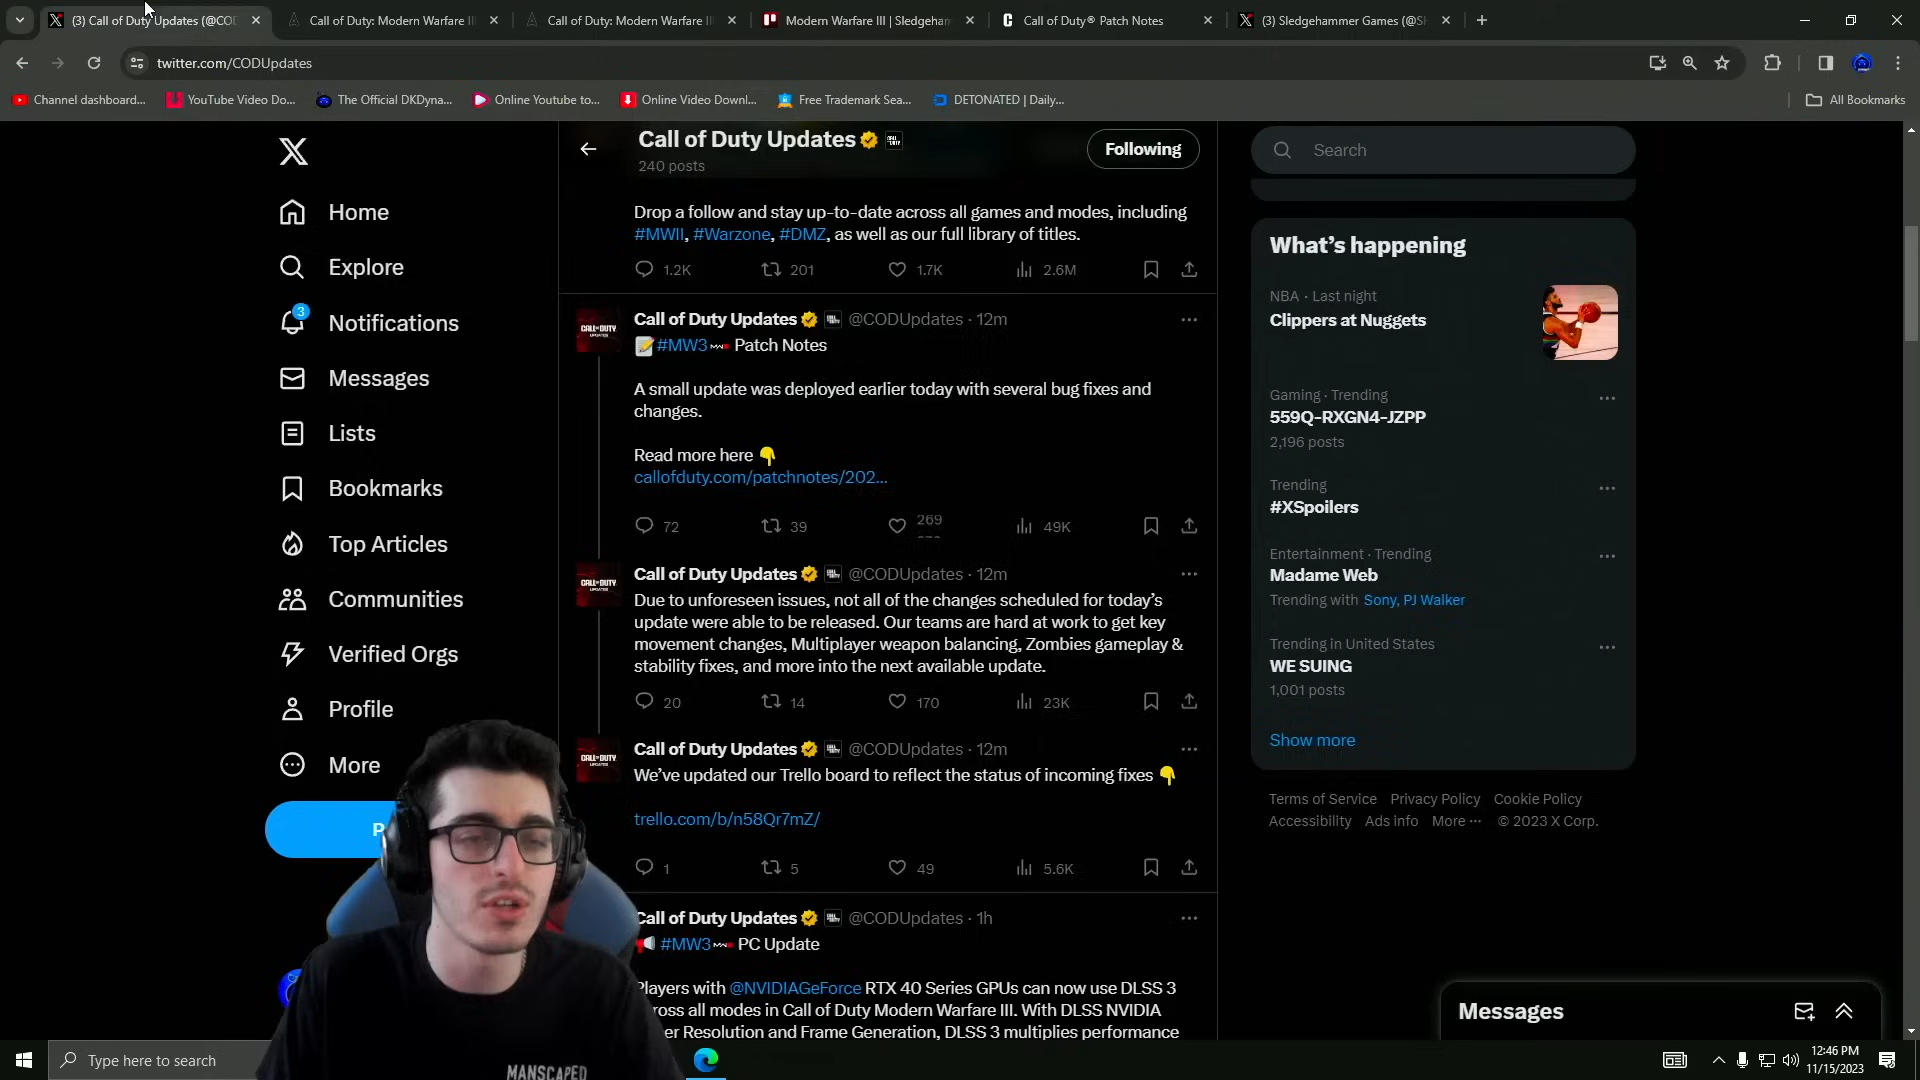 (3) Call of Duty Updates (@COD
Call of Duty: Modern Warfare II
Call of Duty: Modern Warfare II
Modern Warfare III | Sledgeham
Call of Duty® Patch Notes
(3) Sledgehammer Games (@S
twitter.com/CODUpdates
Channel dashboard...
YouTube Video Do...
The Official DKDyna...
Online Youtube to...
Online Video Downl...
Free Trademark Sea...
DETONATED | Daily...
All Bookmarks
Home
Explore
3
Notifications
Messages
Lists
Bookmarks
Top Articles
Communities
Verified Orgs
Profile
More
P
Call of Duty Updates
240 posts
Following
Drop a follow and stay up-to-date across all games and modes, including
#MWII, #Warzone, #DMZ, as well as our full library of titles.
1.2K 201 1.7K 2.6M
Call of Duty Updates @CODUpdates · 12m
#MW3 Patch Notes
A small update was deployed earlier today with several bug fixes and
changes.
Read more here 👇
callofduty.com/patchnotes/202...
72 39 269 49K
Call of Duty Updates @CODUpdates · 12m
Due to unforeseen issues, not all of the changes scheduled for today's
update were able to be released. Our teams are hard at work to get key
movement changes, Multiplayer weapon balancing, Zombies gameplay &
stability fixes, and more into the next available update.
20 14 170 23K
Call of Duty Updates @CODUpdates · 12m
We've updated our Trello board to reflect the status of incoming fixes 👇
trello.com/b/n58Qr7mZ/
1 5 49 5.6K
Call of Duty Updates @CODUpdates · 1h
#MW3 PC Update
Players with @NVIDIAGeForce RTX 40 Series GPUs can now use DLSS 3
ross all modes in Call of Duty Modern Warfare III. With DLSS NVIDIA
er Resolution and Frame Generation, DLSS 3 multiplies performance
Search
What's happening
NBA · Last night
Clippers at Nuggets
Gaming · Trending
559Q-RXGN4-JZPP
2,196 posts
Trending
#XSpoilers
Entertainment · Trending
Madame Web
Trending with Sony, PJ Walker
Trending in United States
WE SUING
1,001 posts
Show more
Terms of Service Privacy Policy Cookie Policy
Accessibility Ads info More ··· © 2023 X Corp.
Messages
MANSCAPED
Type here to search
12:46 PM
11/15/2023